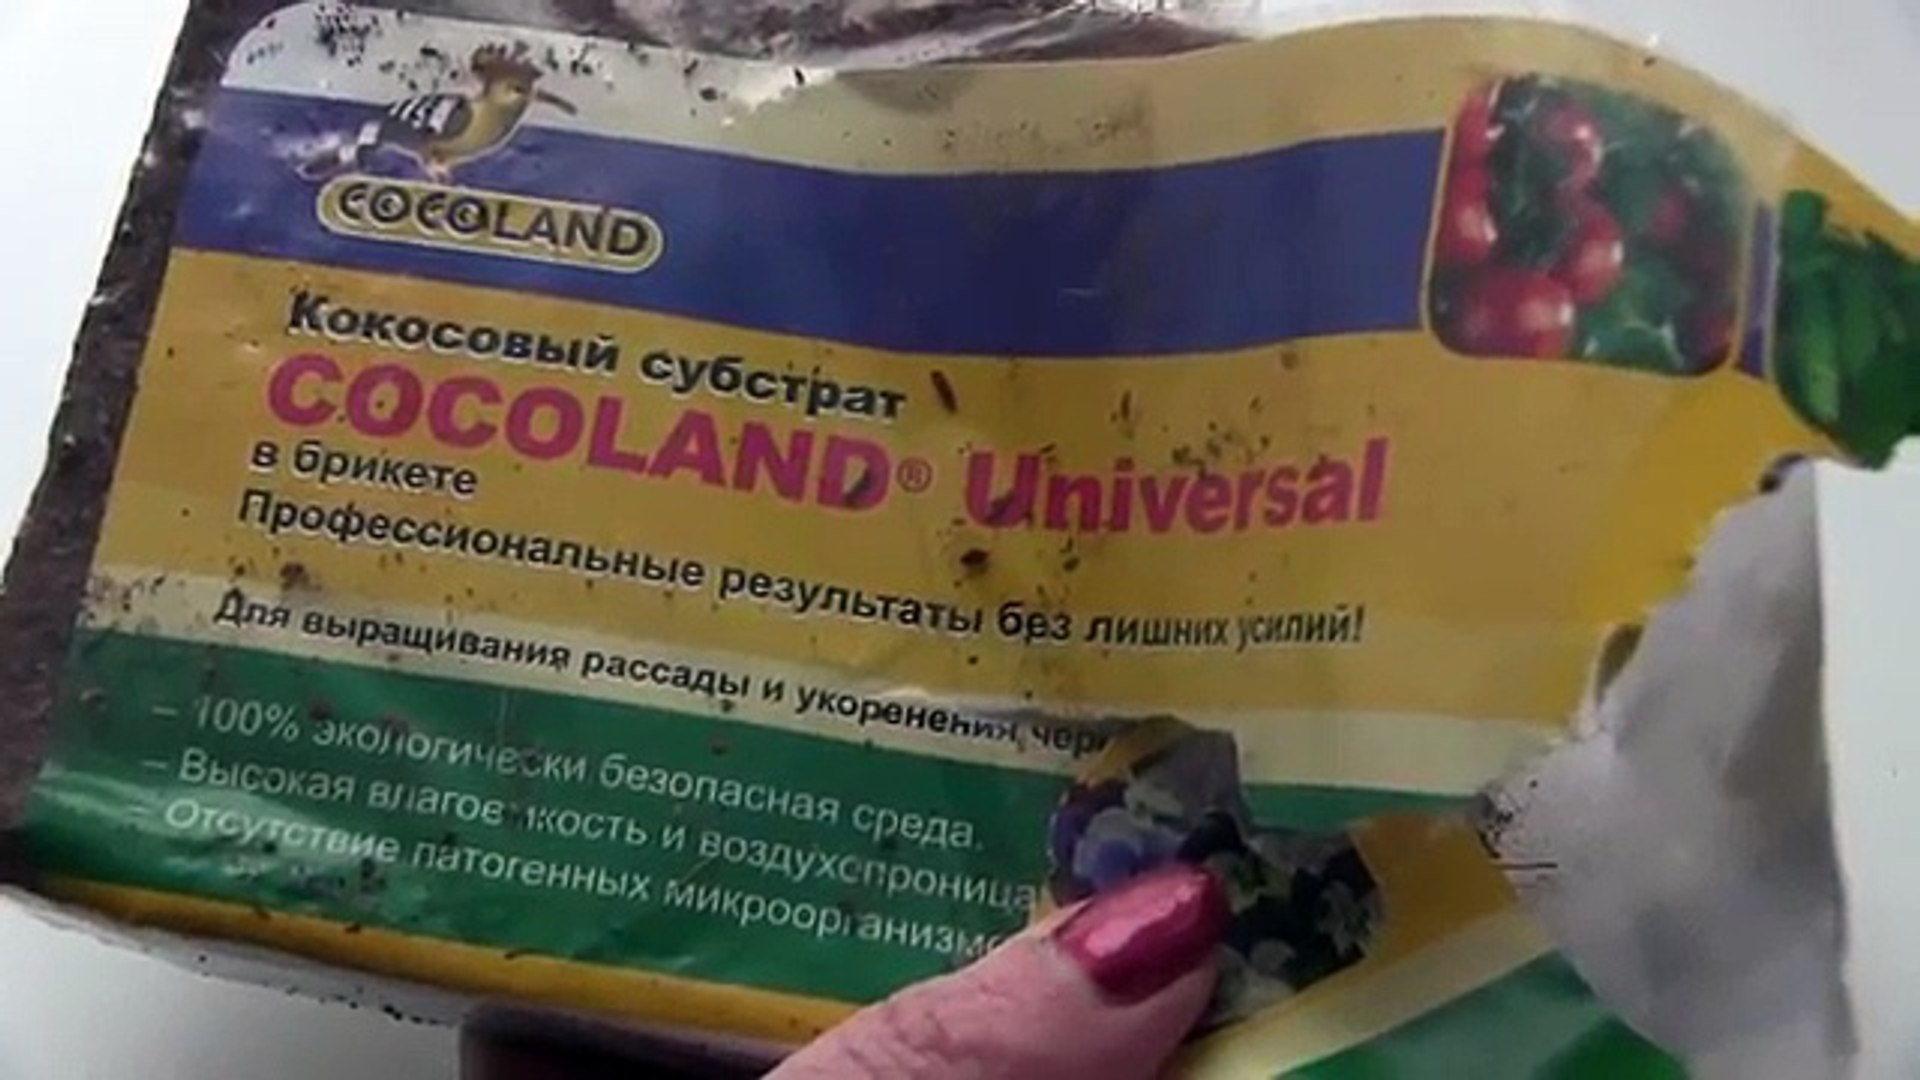 COCOLAND
Кокосовый субстрат
COCOLAND® Universal
в брикете
Профессиональные результаты без лишних усилий!
Для выращивания рассады и укоренения чер
– 100% экологически безопасная среда.
– Высокая влагоемкость и воздухопроница
– Отсутствие патогенных микроорганизмо